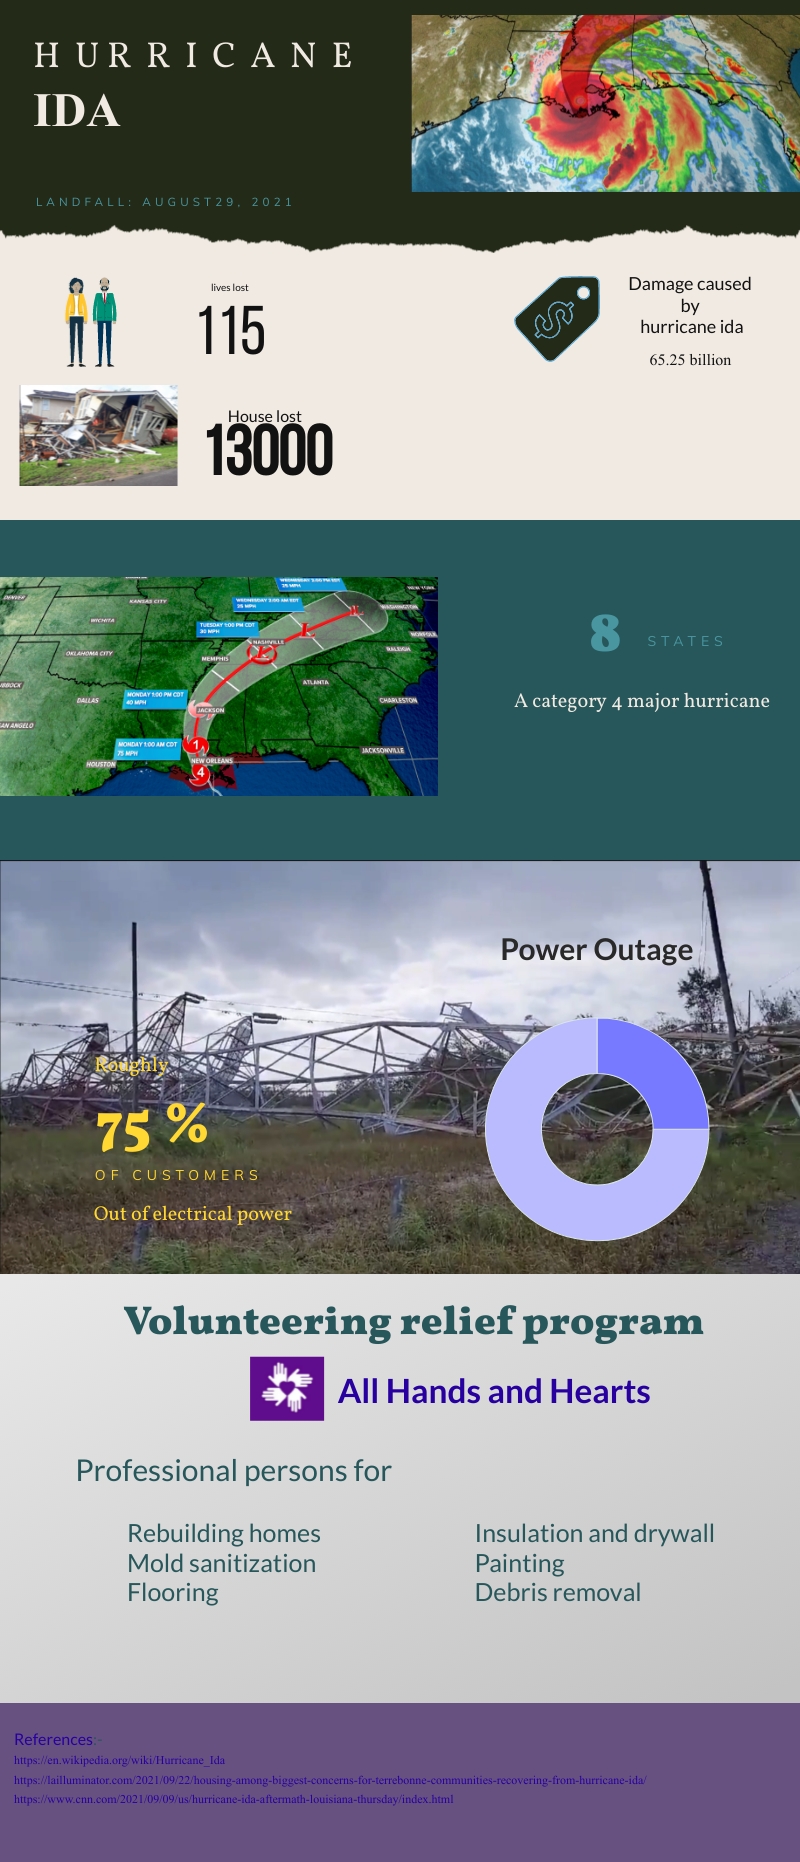 HURRICANE
IDA
LANDFALL: AUGUST29, 2021
lives lost
115
Damage caused
by
hurricane ida
65.25 billion
House lost
13000
DENVER
KANSAS CITY
WEDNESDAY 1:00 PM EDT
35 MPH
NEW YORK
WICHITA
WEDNESDAY 1:00 AM EDT
35 MPH
WASHINGTON
TUESDAY 1:00 PM CDT
30 MPH
L
L
NORFOLK
OKLAHOMA CITY
NASHVILLE
RALEIGH
MEMPHIS
ATLANTA
LUBBOCK
DALLAS
MONDAY 1:00 PM CDT
40 MPH
CHARLESTON
JACKSON
SAN ANGELO
MONDAY 1:00 AM CDT
75 MPH
1
JACKSONVILLE
HOUSTON
NEW ORLEANS
4
8 STATES
A category 4 major hurricane
Power Outage
Roughly
75 %
OF CUSTOMERS
Out of electrical power
Volunteering relief program
All Hands and Hearts
Professional persons for
Rebuilding homes
Mold sanitization
Flooring
Insulation and drywall
Painting
Debris removal
References:-
https://en.wikipedia.org/wiki/Hurricane_Ida
https://lailluminator.com/2021/09/22/housing-among-biggest-concerns-for-terrebonne-communities-recovering-from-hurricane-ida/
https://www.cnn.com/2021/09/09/us/hurricane-ida-aftermath-louisiana-thursday/index.html